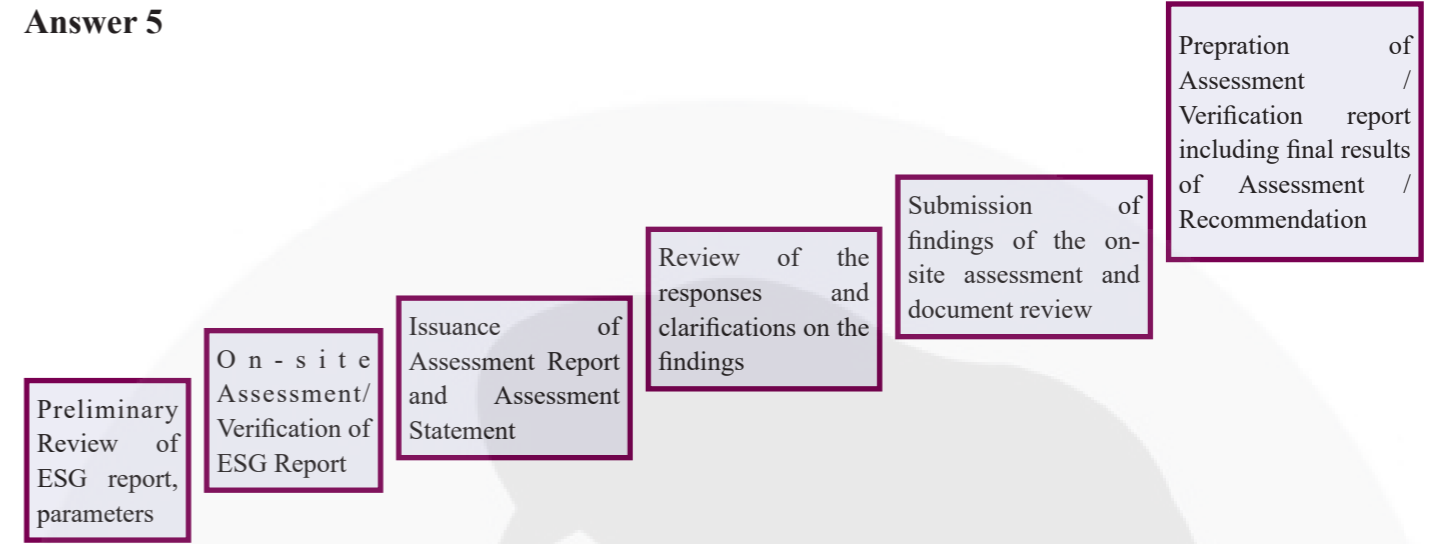 Answer 5
Preliminary
Review of
ESG report,
parameters
On-site
Assessment/
Verification of
ESG Report
Issuance of
Assessment Report
and Assessment
Statement
Review of the
responses and
clarifications on the
findings
Submission of
findings of the on-
site assessment and
document review
Prepration of
Assessment /
Verification report
including final results
of Assessment /
Recommendation